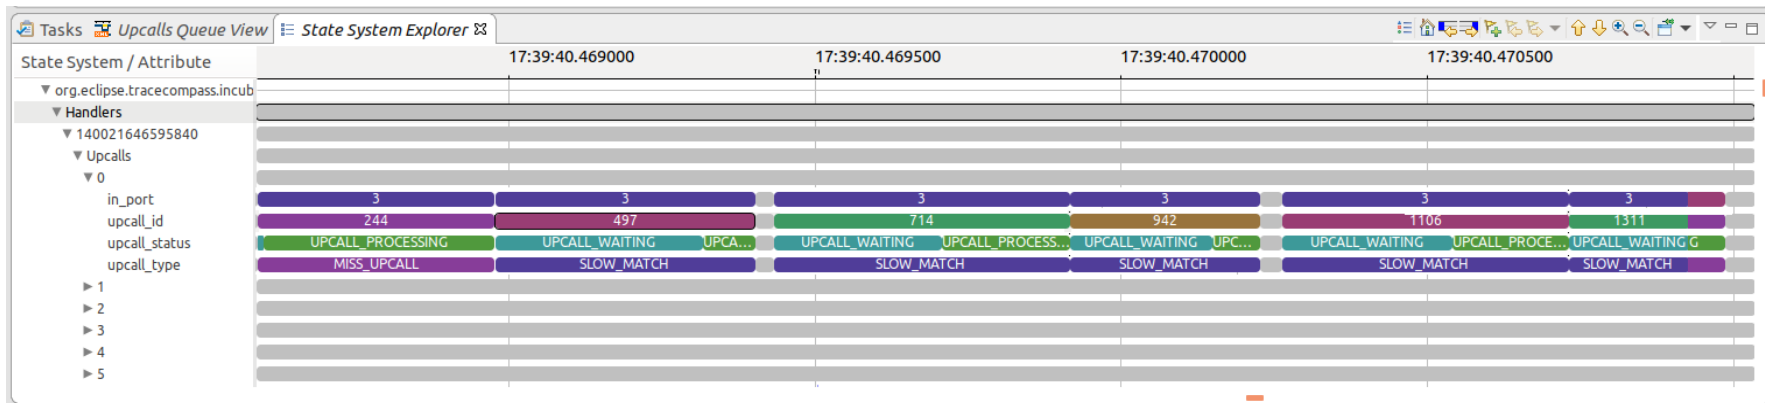 Tasks Upcalls Queue View State System Explorer
State System / Attribute 17:39:40.469000 17:39:40.469500 17:39:40.470000 17:39:40.470500
org.eclipse.tracecompass.incub
Handlers
140021646595840
Upcalls
0
in_port 3 3 3 3 3 3
upcall_id 244 497 714 942 1106 1311
upcall_status UPCALL_PROCESSING UPCALL_WAITING UPCA... UPCALL_WAITING UPCALL_PROCESS... UPCALL_WAITING UPC... UPCALL_WAITING UPCALL_PROCE... UPCALL_WAITING G
upcall_type MISS_UPCALL SLOW_MATCH SLOW_MATCH SLOW_MATCH SLOW_MATCH SLOW_MATCH
1
2
3
4
5